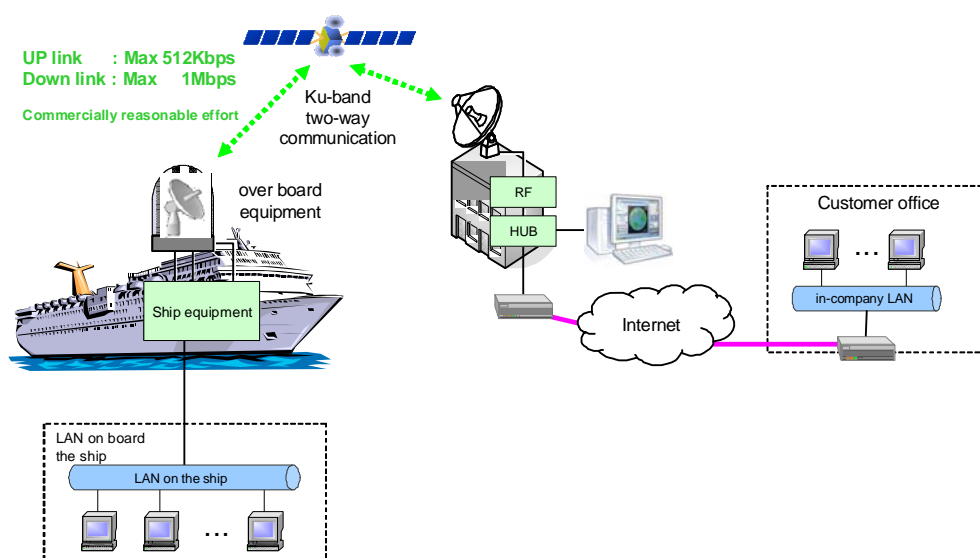 UP link : Max 512Kbps
Down link : Max 1Mbps
Commercially reasonable effort
Ku-band
two-way
communication
over board
equipment
RF
HUB
Customer office
in-company LAN
Ship equipment
Internet
LAN on board
the ship
LAN on the ship